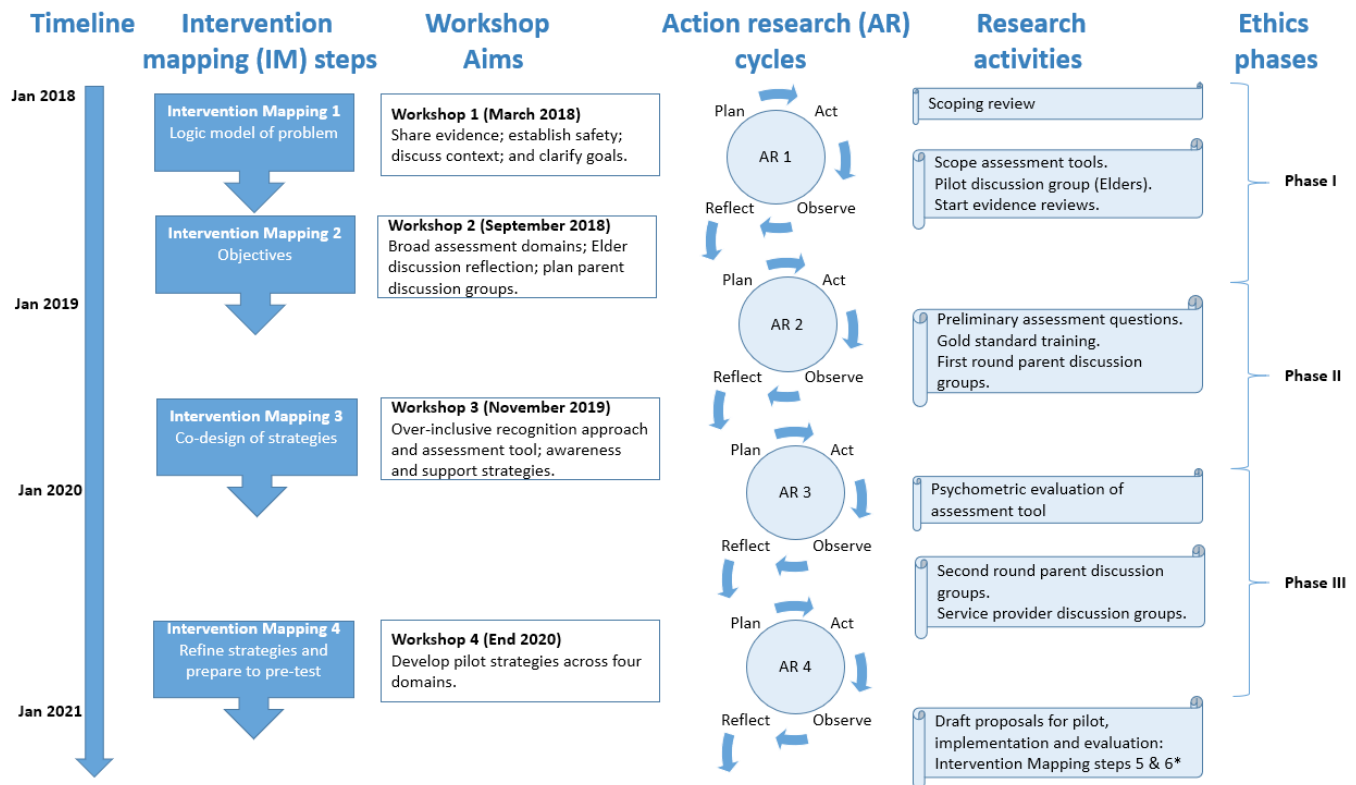 Timeline
Intervention
mapping (IM) steps
Workshop
Aims
Action research (AR)
cycles
Research
activities
Ethics
phases
Jan 2018
Intervention Mapping 1
Logic model of problem
Workshop 1 (March 2018)
Share evidence; establish safety;
discuss context; and clarify goals.
Plan
Act
AR 1
Reflect
Observe
Scoping review
Scope assessment tools.
Pilot discussion group (Elders).
Start evidence reviews.
Phase I
Intervention Mapping 2
Objectives
Workshop 2 (September 2018)
Broad assessment domains; Elder
discussion reflection; plan parent
discussion groups.
Jan 2019
Plan
Act
AR 2
Reflect
Observe
Preliminary assessment questions.
Gold standard training.
First round parent discussion
groups.
Phase II
Intervention Mapping 3
Co-design of strategies
Workshop 3 (November 2019)
Over-inclusive recognition approach
and assessment tool; awareness
and support strategies.
Jan 2020
Plan
Act
AR 3
Reflect
Observe
Psychometric evaluation of
assessment tool
Second round parent discussion
groups.
Service provider discussion groups.
Phase III
Intervention Mapping 4
Refine strategies and
prepare to pre-test
Workshop 4 (End 2020)
Develop pilot strategies across four
domains.
Jan 2021
Plan
Act
AR 4
Reflect
Observe
Draft proposals for pilot,
implementation and evaluation:
Intervention Mapping steps 5 & 6*